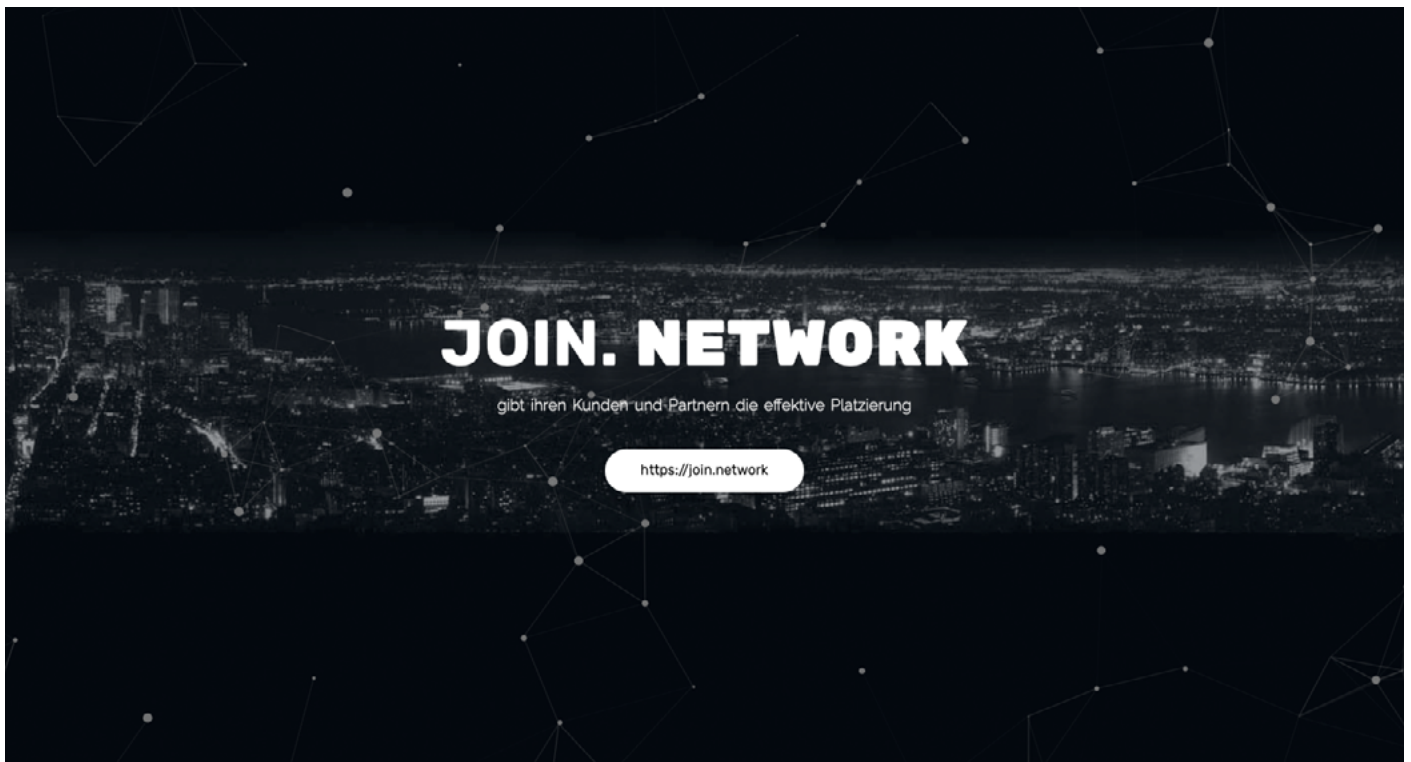 JOIN. NETWORK
gibt ihren Kunden und Partnern die effektive Platzierung
https://join.network